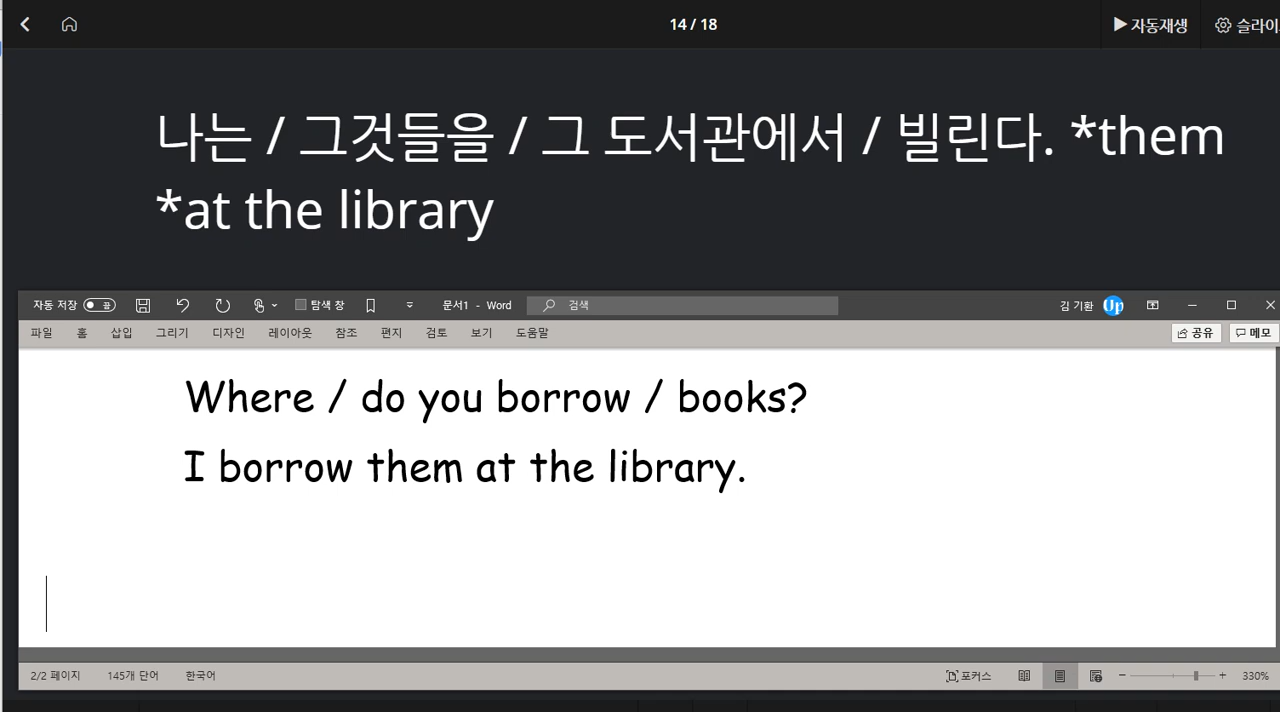 14 / 18
자동재생
슬라이
나는 / 그것들을 / 그 도서관에서 / 빌린다. *them
*at the library
자동 저장 끔 탐색 창 문서1 - Word 검색 김 기환 Up
파일 홈 삽입 그리기 디자인 레이아웃 참조 편지 검토 보기 도움말 공유 메모
Where / do you borrow / books?
I borrow them at the library.
2/2 페이지 145개 단어 한국어 포커스 330%